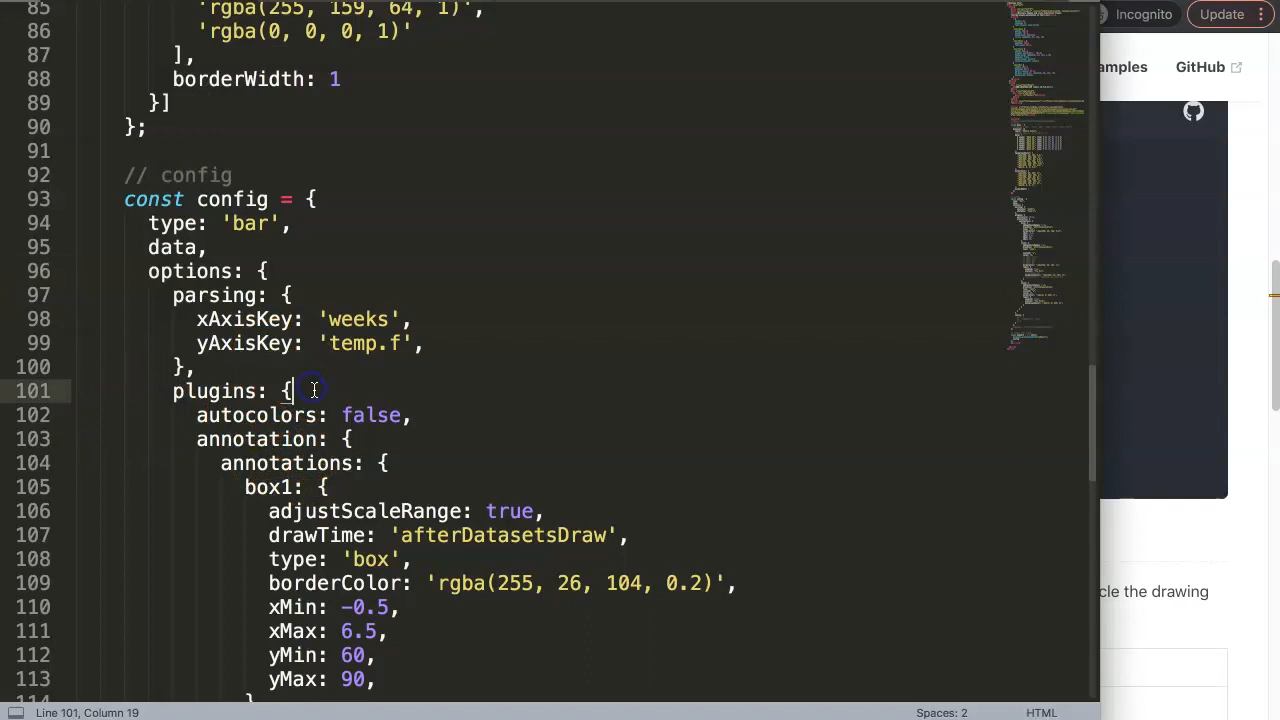 85 'rgba(255, 159, 64, 1)',
86 'rgba(0, 0, 0, 1)'
87 ],
88 borderWidth: 1
89 }]
90 };
91
92 // config
93 const config = {
94 type: 'bar',
95 data,
96 options: {
97 parsing: {
98 xAxisKey: 'weeks',
99 yAxisKey: 'temp.f',
100 },
101 plugins: {
102 autocolors: false,
103 annotation: {
104 annotations: {
105 box1: {
106 adjustScaleRange: true,
107 drawTime: 'afterDatasetsDraw',
108 type: 'box',
109 borderColor: 'rgba(255, 26, 104, 0.2)',
110 xMin: -0.5,
111 xMax: 6.5,
112 yMin: 60,
113 yMax: 90,
114 }
Line 101, Column 19
Spaces: 2
HTML
Incognito
Update
amples GitHub
cle the drawing